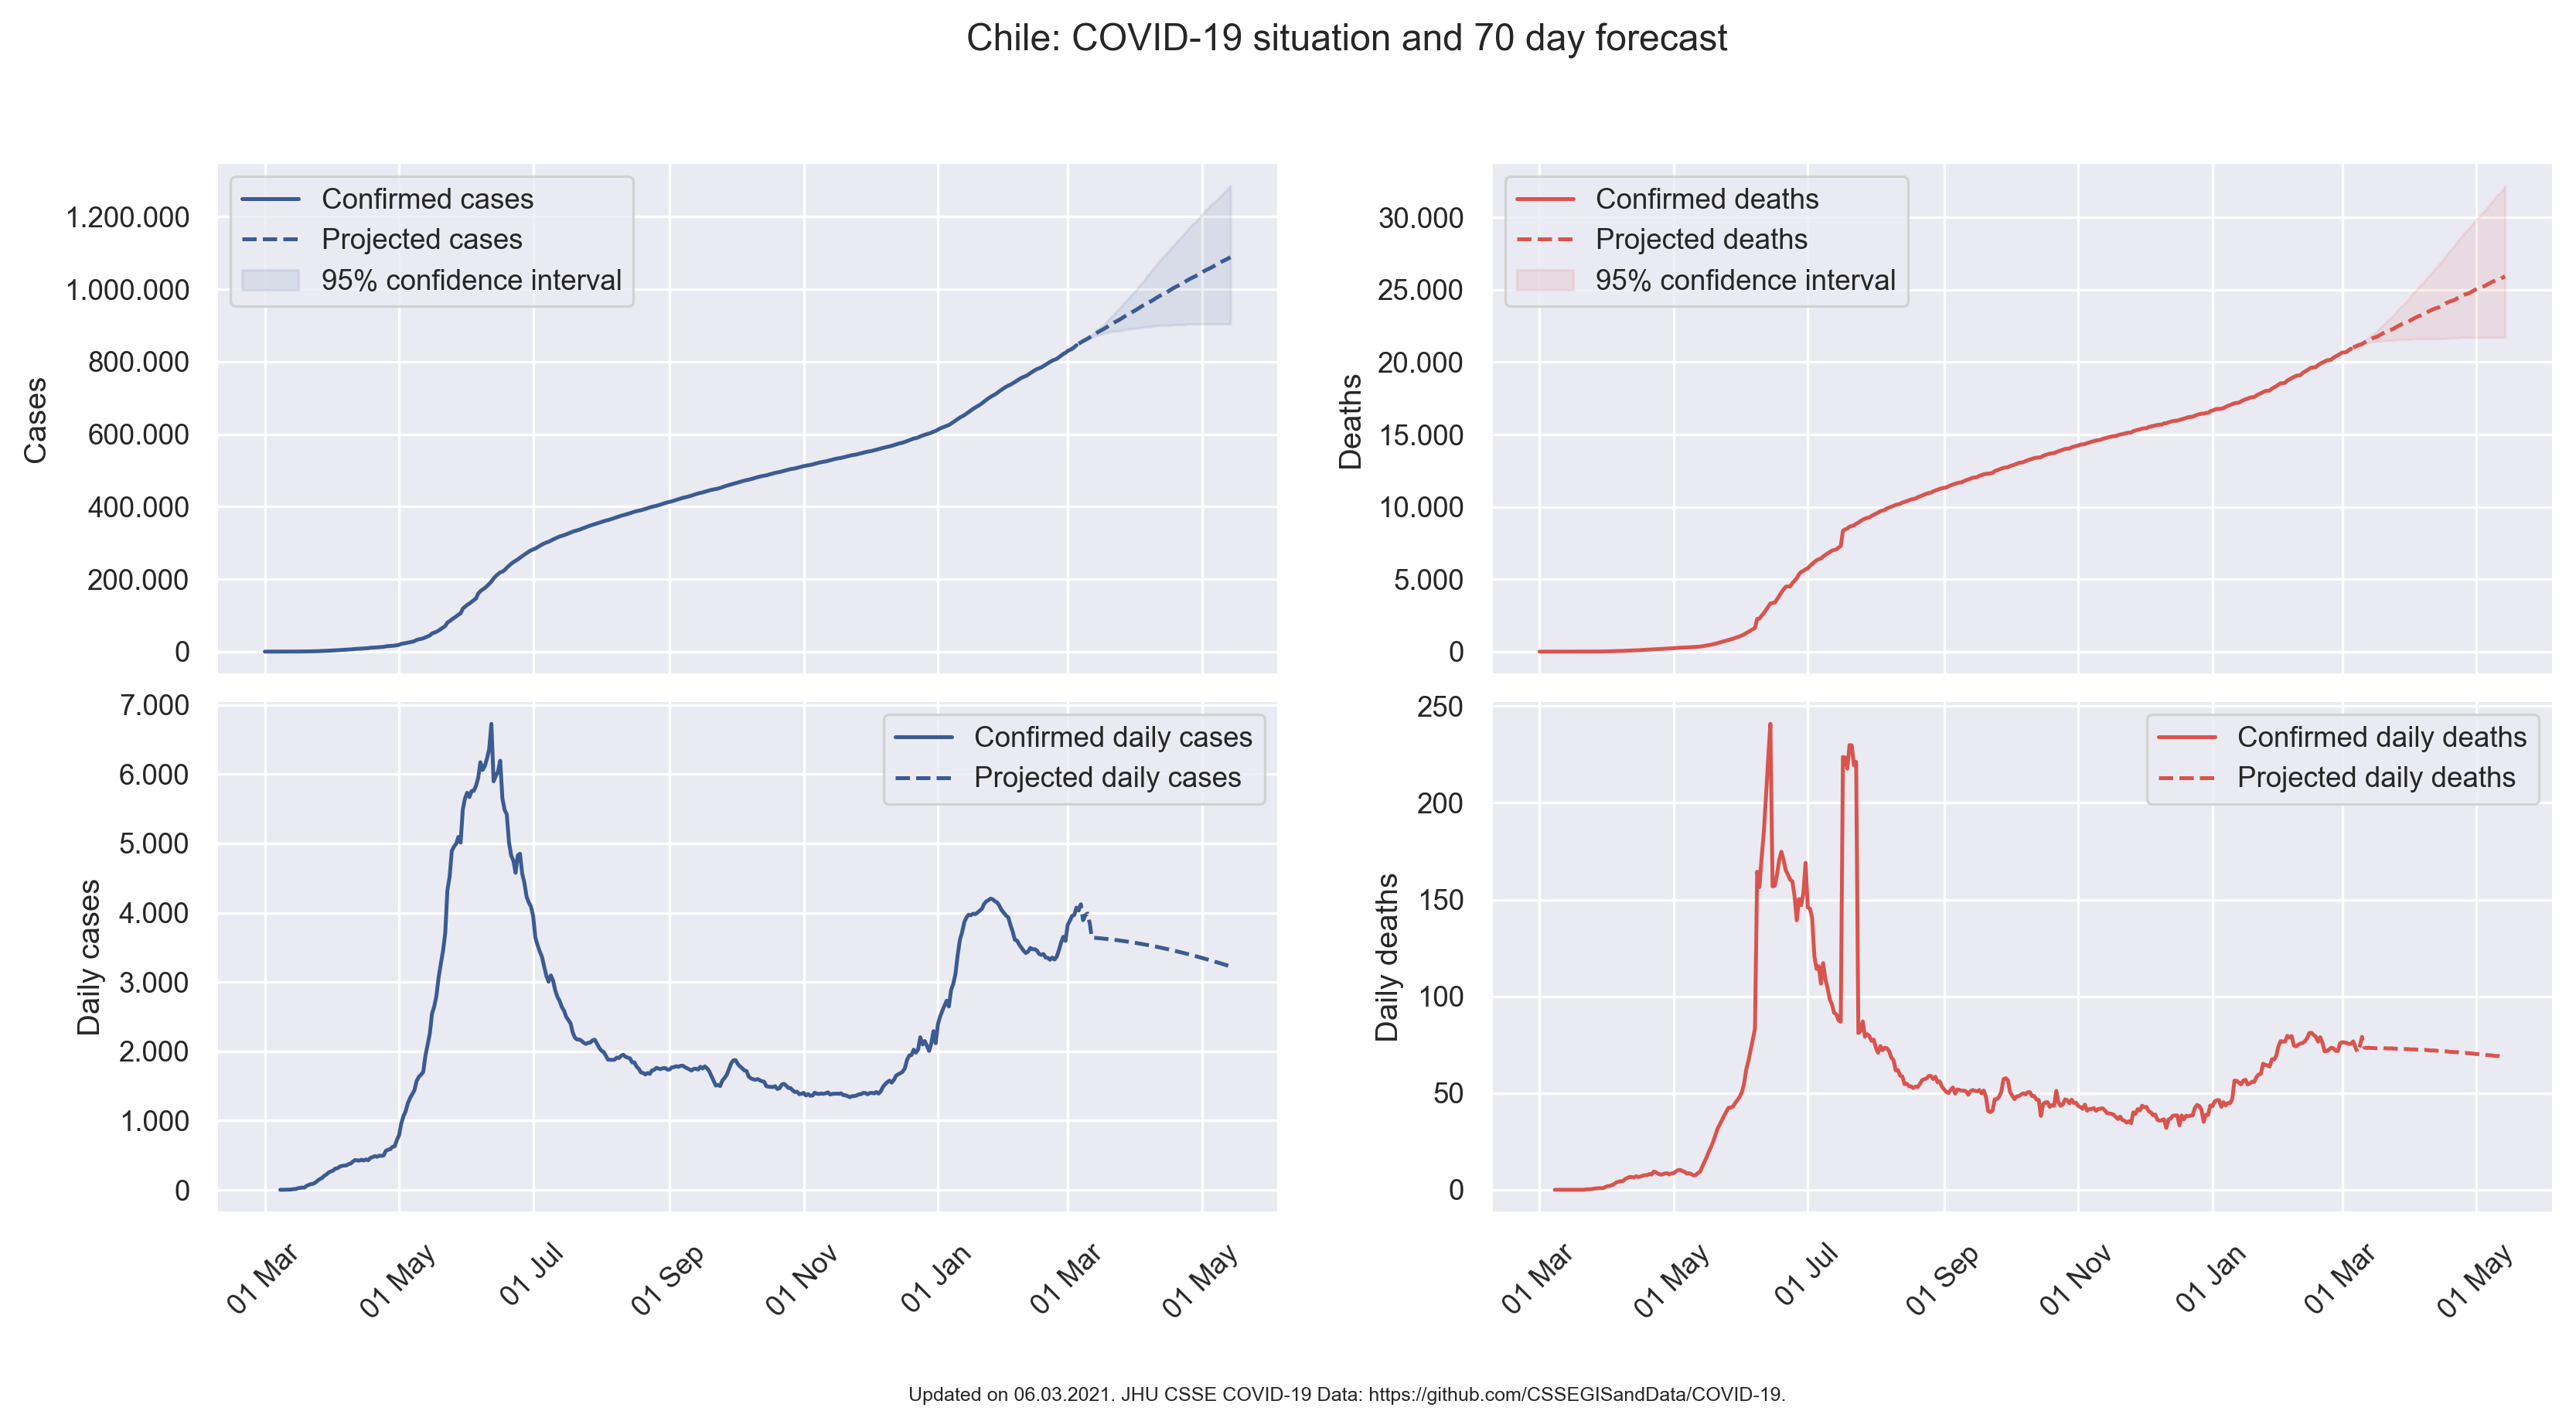 Chile: COVID-19 situation and 70 day forecast
Confirmed cases
Projected cases
95% confidence interval
1.200.000
1.000.000
800.000
600.000
400.000
200.000
0
Cases
Confirmed deaths
Projected deaths
95% confidence interval
30.000
25.000
20.000
15.000
10.000
5.000
0
Deaths
Confirmed daily cases
Projected daily cases
7.000
6.000
5.000
4.000
3.000
2.000
1.000
0
Daily cases
01 Mar
01 May
01 Jul
01 Sep
01 Nov
01 Jan
01 Mar
01 May
Confirmed daily deaths
Projected daily deaths
250
200
150
100
50
0
Daily deaths
01 Mar
01 May
01 Jul
01 Sep
01 Nov
01 Jan
01 Mar
01 May
Updated on 06.03.2021. JHU CSSE COVID-19 Data: https://github.com/CSSEGISandData/COVID-19.